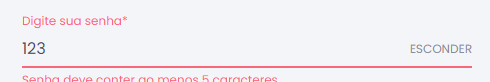 Digite sua senha*
123 ESCONDER
Senha deve conter ao menos 5 caracteres